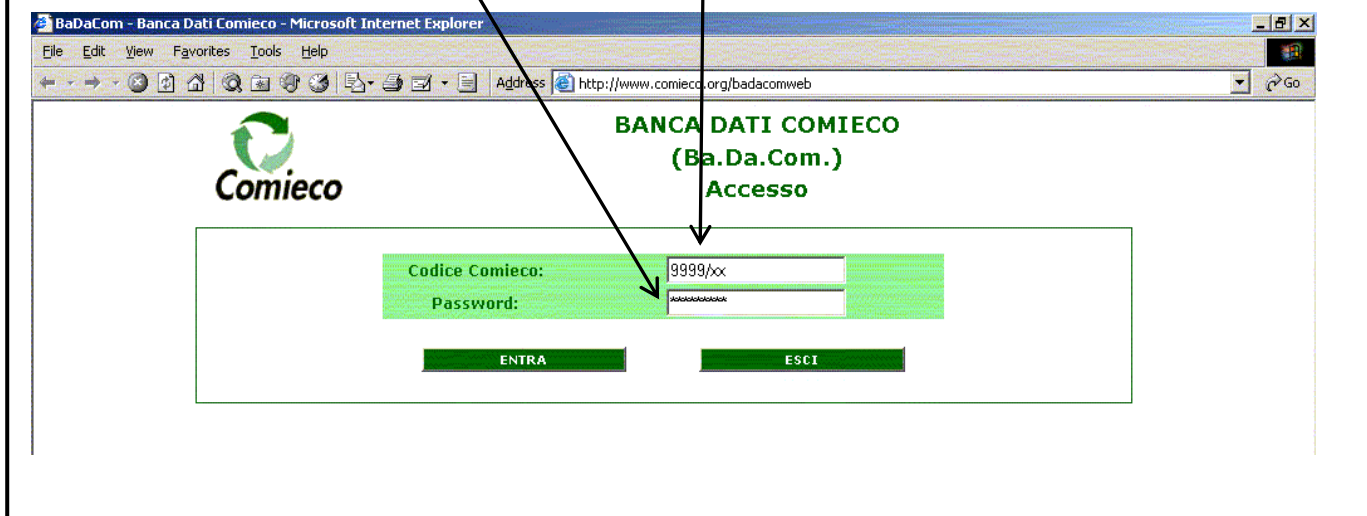 BaDaCom - Banca Dati Comieco - Microsoft Internet Explorer
File Edit View Favorites Tools Help
Address http://www.comieco.org/badacomweb Go
BANCA DATI COMIECO
(Ba.Da.Com.)
Accesso
Comieco
Codice Comieco: 9999/xx
Password: **********
ENTRA ESCI